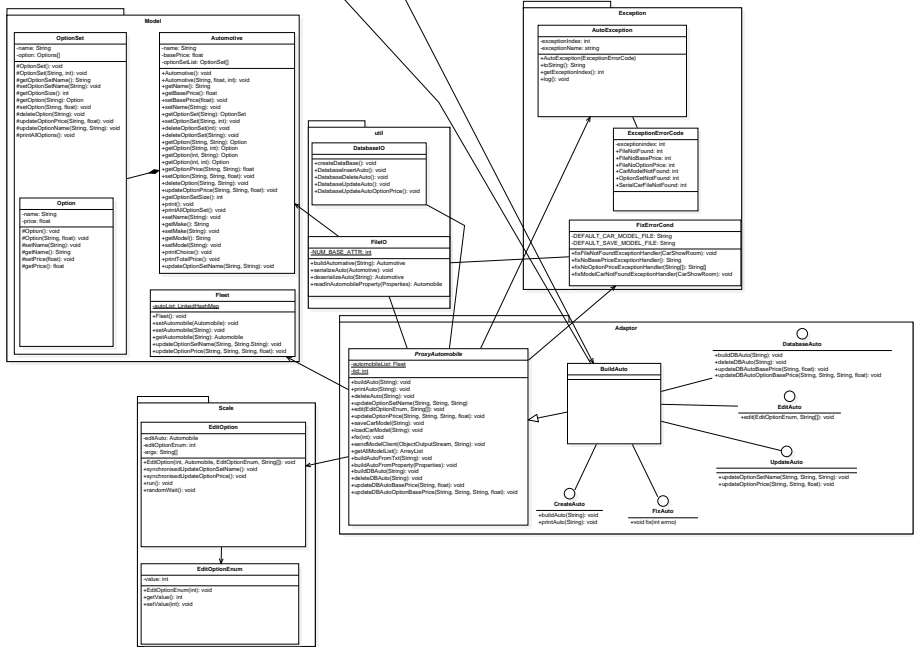 Model
OptionSet
-name: String
-option: Options[]
#OptionSet(): void
#OptionSet(String, int): void
#getOptionSetName(): String
#setOptionSetName(String): void
#getOptionSize(): int
#getOption(String): Option
#setOption(String, float): void
#deleteOption(String): void
#updateOptionPrice(String, float): void
#updateOptionName(String, String): void
#printAllOptions(): void
Option
-name: String
-price: float
#Option(): void
#Option(String, float): void
#setName(String): void
#getName(): String
#setPrice(float): void
#getPrice(): float
Automotive
-name: String
-basePrice: float
-optionSetList: OptionSet[]
+Automotive(): void
+Automotive(String, float, int): void
+getName(): String
+getBasePrice(): float
+setBasePrice(float): void
+setName(String): void
+getOptionSet(String): OptionSet
+setOptionSet(String, int): void
+deleteOptionSet(int): void
+deleteOptionSet(String): void
+getOption(String, String): Option
+getOption(String, int): Option
+getOption(int, String): Option
+getOption(int, int): Option
+getOptionPrice(String, String): float
+setOption(String, String, float): void
+deleteOption(String, String): void
+updateOptionPrice(String, String, float): void
+getOptionSetSize(): int
+print(): void
+printAllOptionSet(): void
+setName(String): void
+getMake(): String
+setMake(String): void
+getModel(): String
+setModel(String): void
+printChoice(): void
+printTotalPrice(): void
+updateOptionSetName(String, String): void
Fleet
-autoList: LinkedHashMap
+Fleet(): void
+setAutomobile(Automobile): void
+setAutomobile(String): void
+getAutomobile(String): Automobile
+updateOptionSetName(String, String,String): void
+updateOptionPrice(String, String, String, float): void
util
DatabaseIO
+createDataBase(): void
+DatabaseInsertAuto(): void
+DatabaseDeleteAuto(): void
+DatabaseUpdateAuto(): void
+DatabaseUpdateAutoOptionPrice(): void
FileIO
-NUM_BASE_ATTR: int
+buildAutomative(String): Automotive
+serializeAuto(Automotive): void
+deserializeAuto(String): Automotive
+readInAutomobileProperty(Properties): Automobile
Exception
AutoException
-exceptionIndex: int
-exceptionName: string
+AutoException(ExceptionErrorCode)
+toString(): String
+getExceptionIndex(): int
+log(): void
ExceptionErrorCode
-exceptionindex: int
+FileNotFound: int
+FileNoBasePrice: int
+FileNoOptionPrice: int
+CarModelNotFound: int
+OptionSetNotFound: int
+SerialCarFileNotFound: int
FixErrorCond
-DEFAULT_CAR_MODEL_FILE: String
-DEFAULT_SAVE_MODEL_FILE: String
+fixFileNotFoundExceptionHandler(CarShowRoom): void
+fixNoBasePriceExceptionHandler(): String
+fixNoOptionPriceExceptionHandler(String[]): String[]
+fixModelCarNotFoundExceptionHandler(CarShowRoom): void
Adaptor
ProxyAutomobile
-automobileList: Fleet
-tid: int
+buildAuto(String): void
+printAuto(String): void
+deleteAuto(String): void
+updateOptionSetName(String, String, String)
+edit(EditOptionEnum, String[]): void
+updateOptionPrice(String, String, String, float): void
+saveCarModel(String): void
+loadCarModel(String): void
+fix(int): void
+sendModelClient(ObjectOutputStream, String): void
+getAllModelList(): ArrayList
+buildAutoFromTxt(String): void
+buildAutoFromProperty(Properties): void
+buildDBAuto(String): void
+deleteDBAuto(String): void
+updateDBAutoBasePrice(String, float): void
+updateDBAutoOptionBasePrice(String, String, String, float): void
BuildAuto
DatabaseAuto
+buildDBAuto(String): void
+deleteDBAuto(String): void
+updateDBAutoBasePrice(String, float): void
+updateDBAutoOptionBasePrice(String, String, String, float): void
EditAuto
+edit(EditOptionEnum, String[]): void
UpdateAuto
+updateOptionSetName(String, String, String): void
+updateOptionPrice(String, String, String, float): void
CreateAuto
+buildAuto(String): void
+printAuto(String): void
FixAuto
+void fix(int errno)
Scale
EditOption
-editAuto: Automobile
-editOptionEnum: int
-args: String[]
+EditOption(int, Automobile, EditOptionEnum, String[]): void
+synchronisedUpdateOptionSetName(): void
+synchronisedUpdateOptionPrice(): void
+run(): void
+randomWait(): void
EditOptionEnum
-value: int
+EditOptionEnum(int): void
+getValue(): int
+setValue(int): void